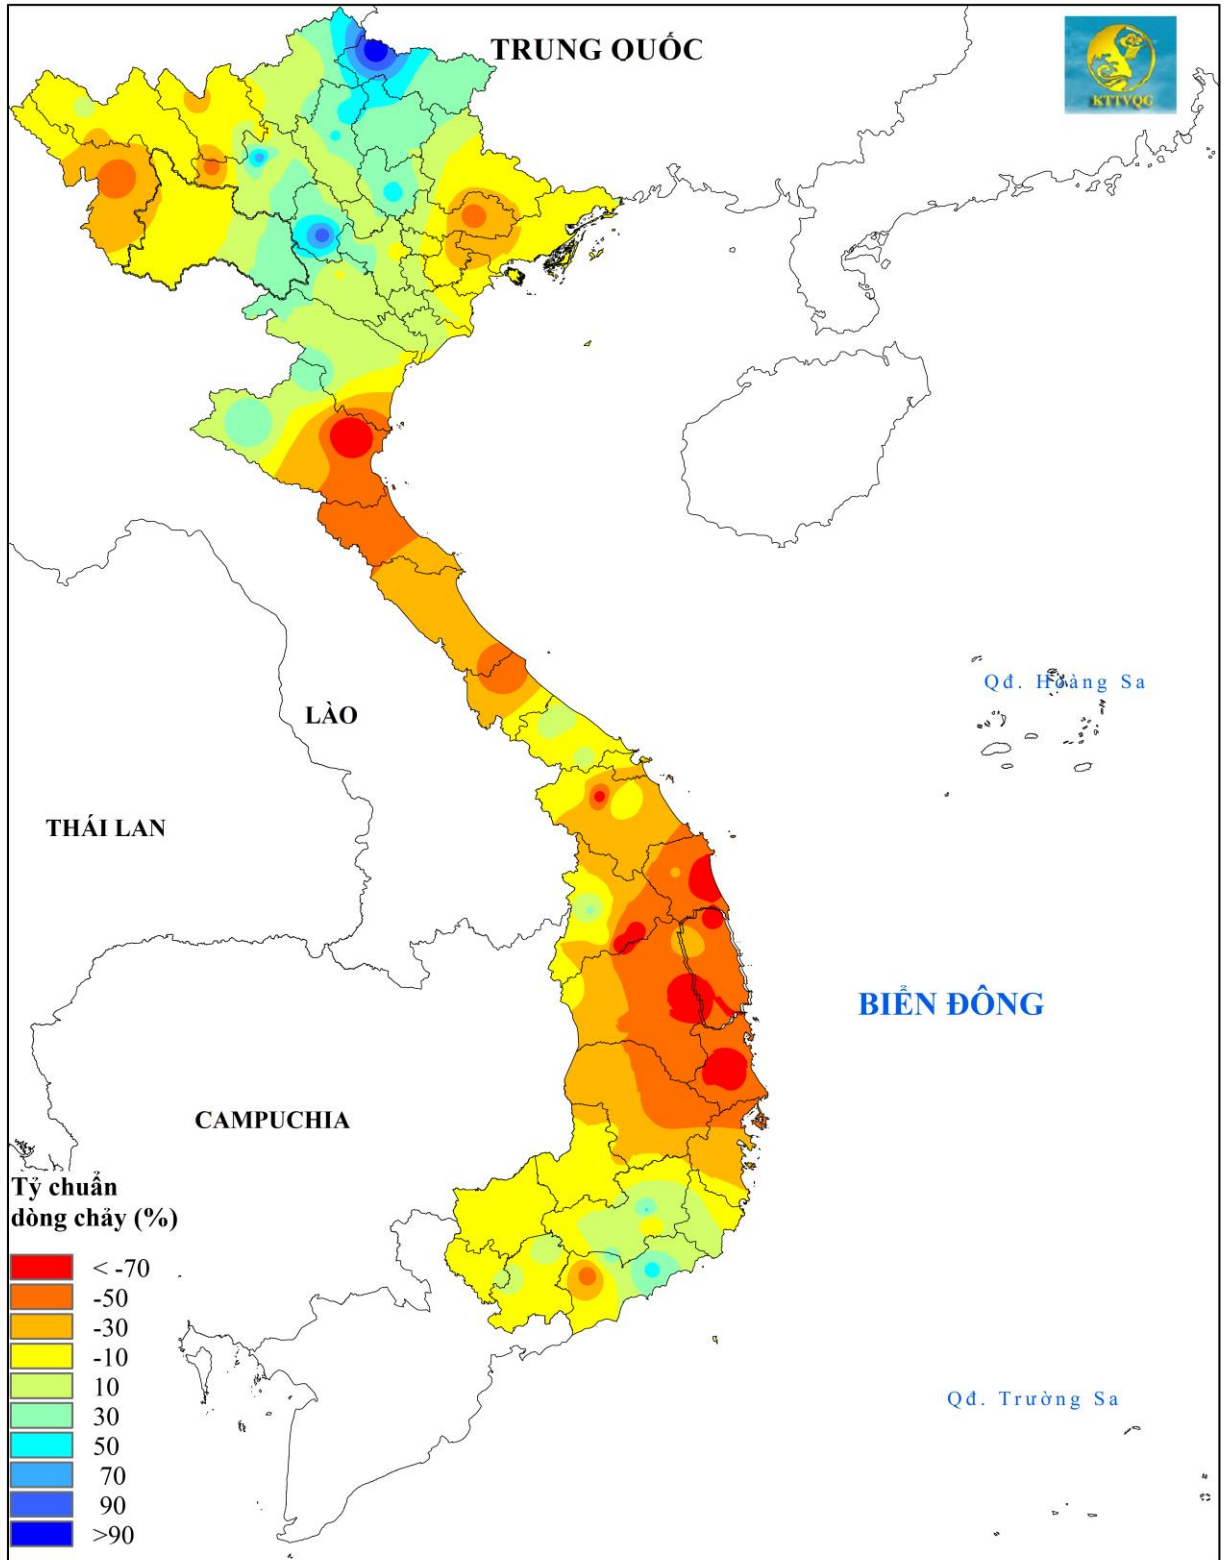 TRUNG QUỐC
KTTVQG
Qđ. Hoàng Sa
LÀO
THÁI LAN
BIỂN ĐÔNG
CAMPUCHIA
Tỷ chuẩn
dòng chảy (%)
< -70
-50
-30
-10
10
30
50
70
90
>90
Qđ. Trường Sa